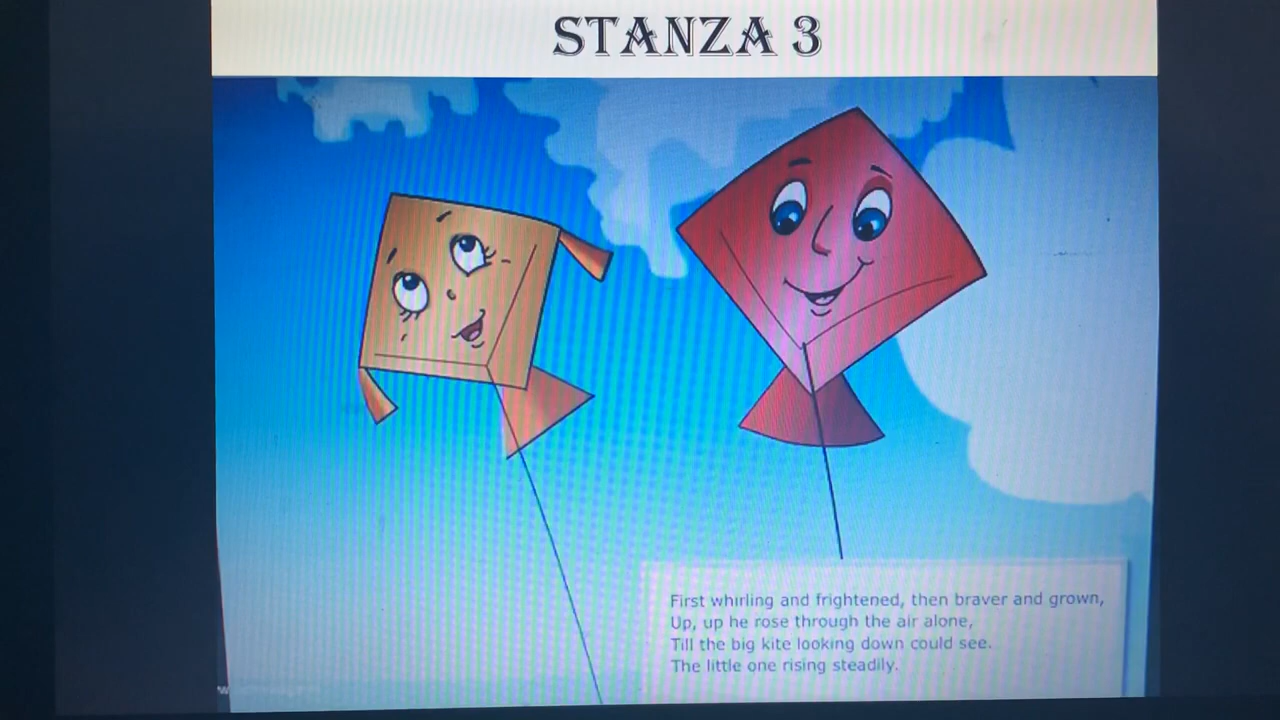 STANZA 3
First whirling and frightened, then braver and grown,
Up, up he rose through the air alone,
Till the big kite looking down could see.
The little one rising steadily.